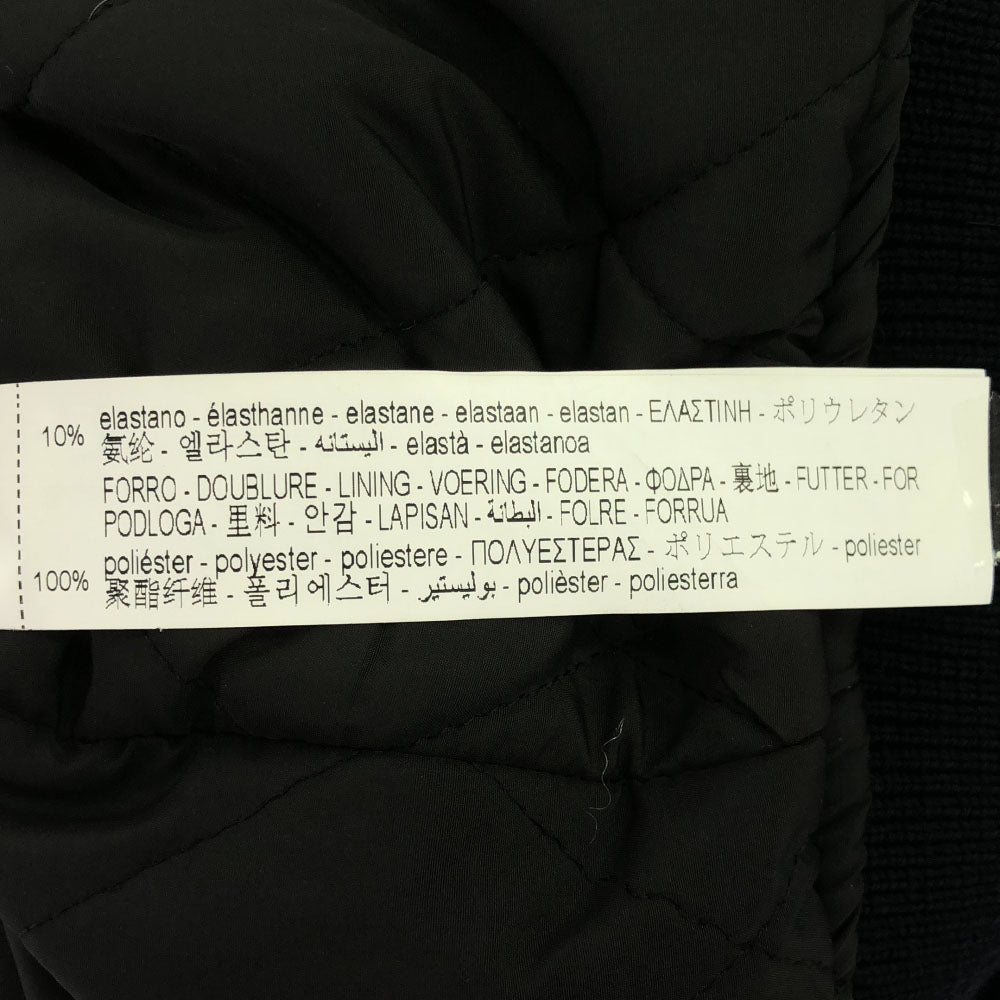 10% elastano - élasthanne - elastane - elastaan - elastan - ΕΛΑΣΤΙΝΗ - ポリウレタン
氨纶 - 엘라스탄 - اليستانه - elastà - elastanoa
FORRO - DOUBLURE - LINING - VOERING - FODERA - ΦΟΔΡΑ - 裏地 - FUTTER - FOR
PODLOGA - 里料 - 안감 - LAPISAN - البطانة - FOLRE - FORRUA
100% poliéster - polyester - poliestere - ΠΟΛΥΕΣΤΕΡΑΣ - ポリエステル - poliester
聚酯纤维 - 폴리에스터 - بوليستير - polièster - poliesterra